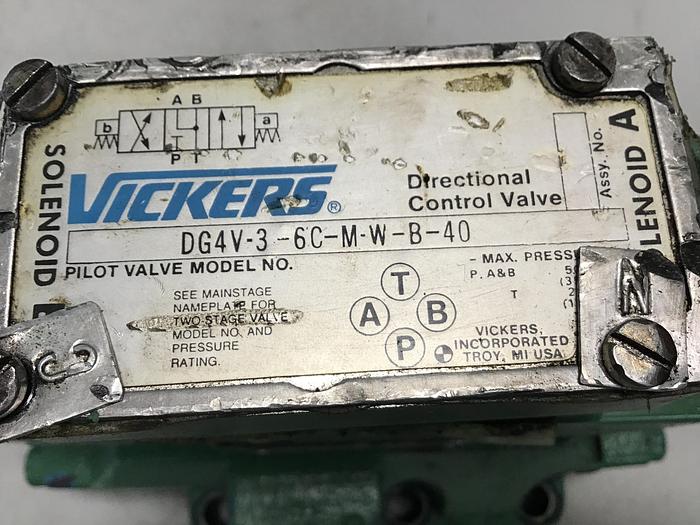 A B
b
a
T
P T
SOLENOID
VICKERS®
Directional
Control Valve
Assy. No.
A
DG4V-3-6C-M-W-B-40
PILOT VALVE MODEL NO.
- MAX. PRESS
P. A&B
T
SEE MAINSTAGE
NAMEPLATE FOR
TWO STAGE VALVE
MODEL NO. AND
PRESSURE
RATING.
T
A B
P
VICKERS,
INCORPORATED
TROY, MI USA
N